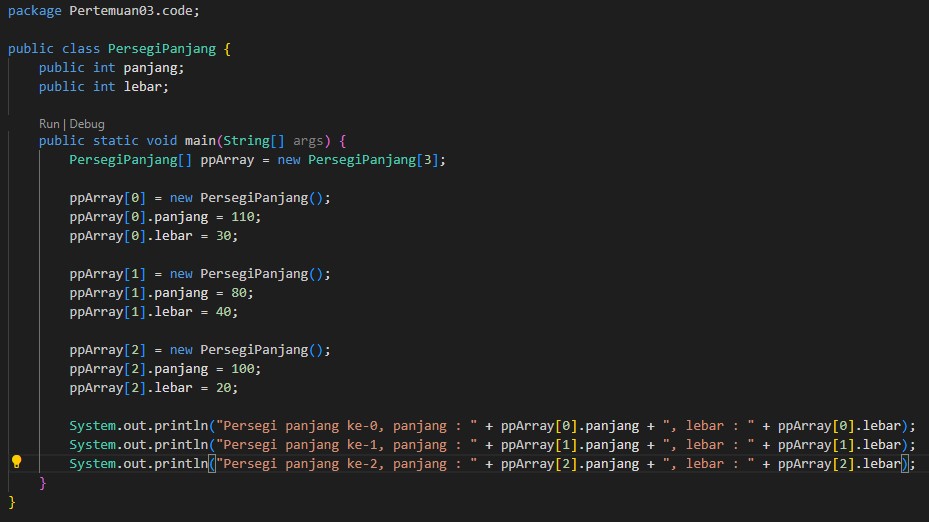 package Pertemuan03.code;
public class PersegiPanjang {
public int panjang;
public int lebar;
Run | Debug
public static void main(String[] args) {
PersegiPanjang[] ppArray = new PersegiPanjang[3];
ppArray[0] = new PersegiPanjang();
ppArray[0].panjang = 110;
ppArray[0].lebar = 30;
ppArray[1] = new PersegiPanjang();
ppArray[1].panjang = 80;
ppArray[1].lebar = 40;
ppArray[2] = new PersegiPanjang();
ppArray[2].panjang = 100;
ppArray[2].lebar = 20;
System.out.println("Persegi panjang ke-0, panjang : " + ppArray[0].panjang + ", lebar : " + ppArray[0].lebar);
System.out.println("Persegi panjang ke-1, panjang : " + ppArray[1].panjang + ", lebar : " + ppArray[1].lebar);
System.out.println("Persegi panjang ke-2, panjang : " + ppArray[2].panjang + ", lebar : " + ppArray[2].lebar);
}
}